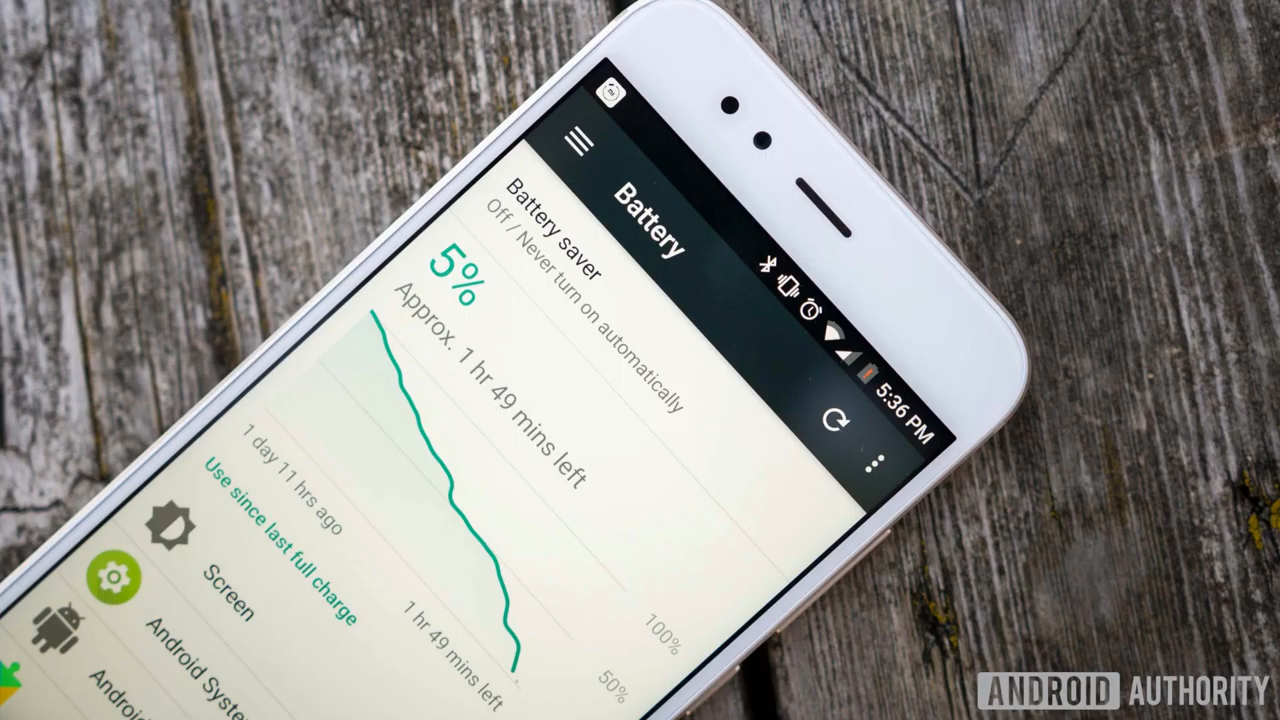 5:36 PM
Battery
Battery saver
Off / Never turn on automatically
5%
Approx. 1 hr 49 mins left
100%
50%
1 day 11 hrs ago
1 hr 49 mins left
Use since last full charge
Screen
Android Syste
Android
ANDROID AUTHORITY